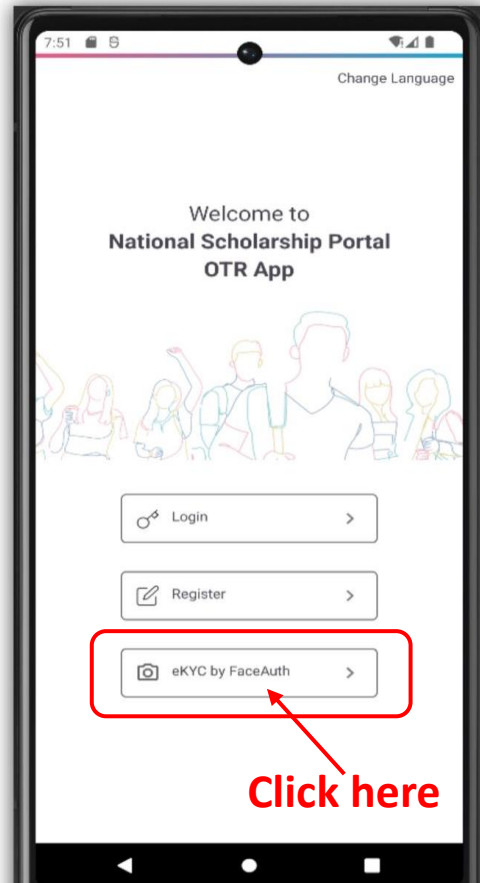 7:51
Change Language
Welcome to
National Scholarship Portal
OTR App
Login
Register
eKYC by FaceAuth
Click here